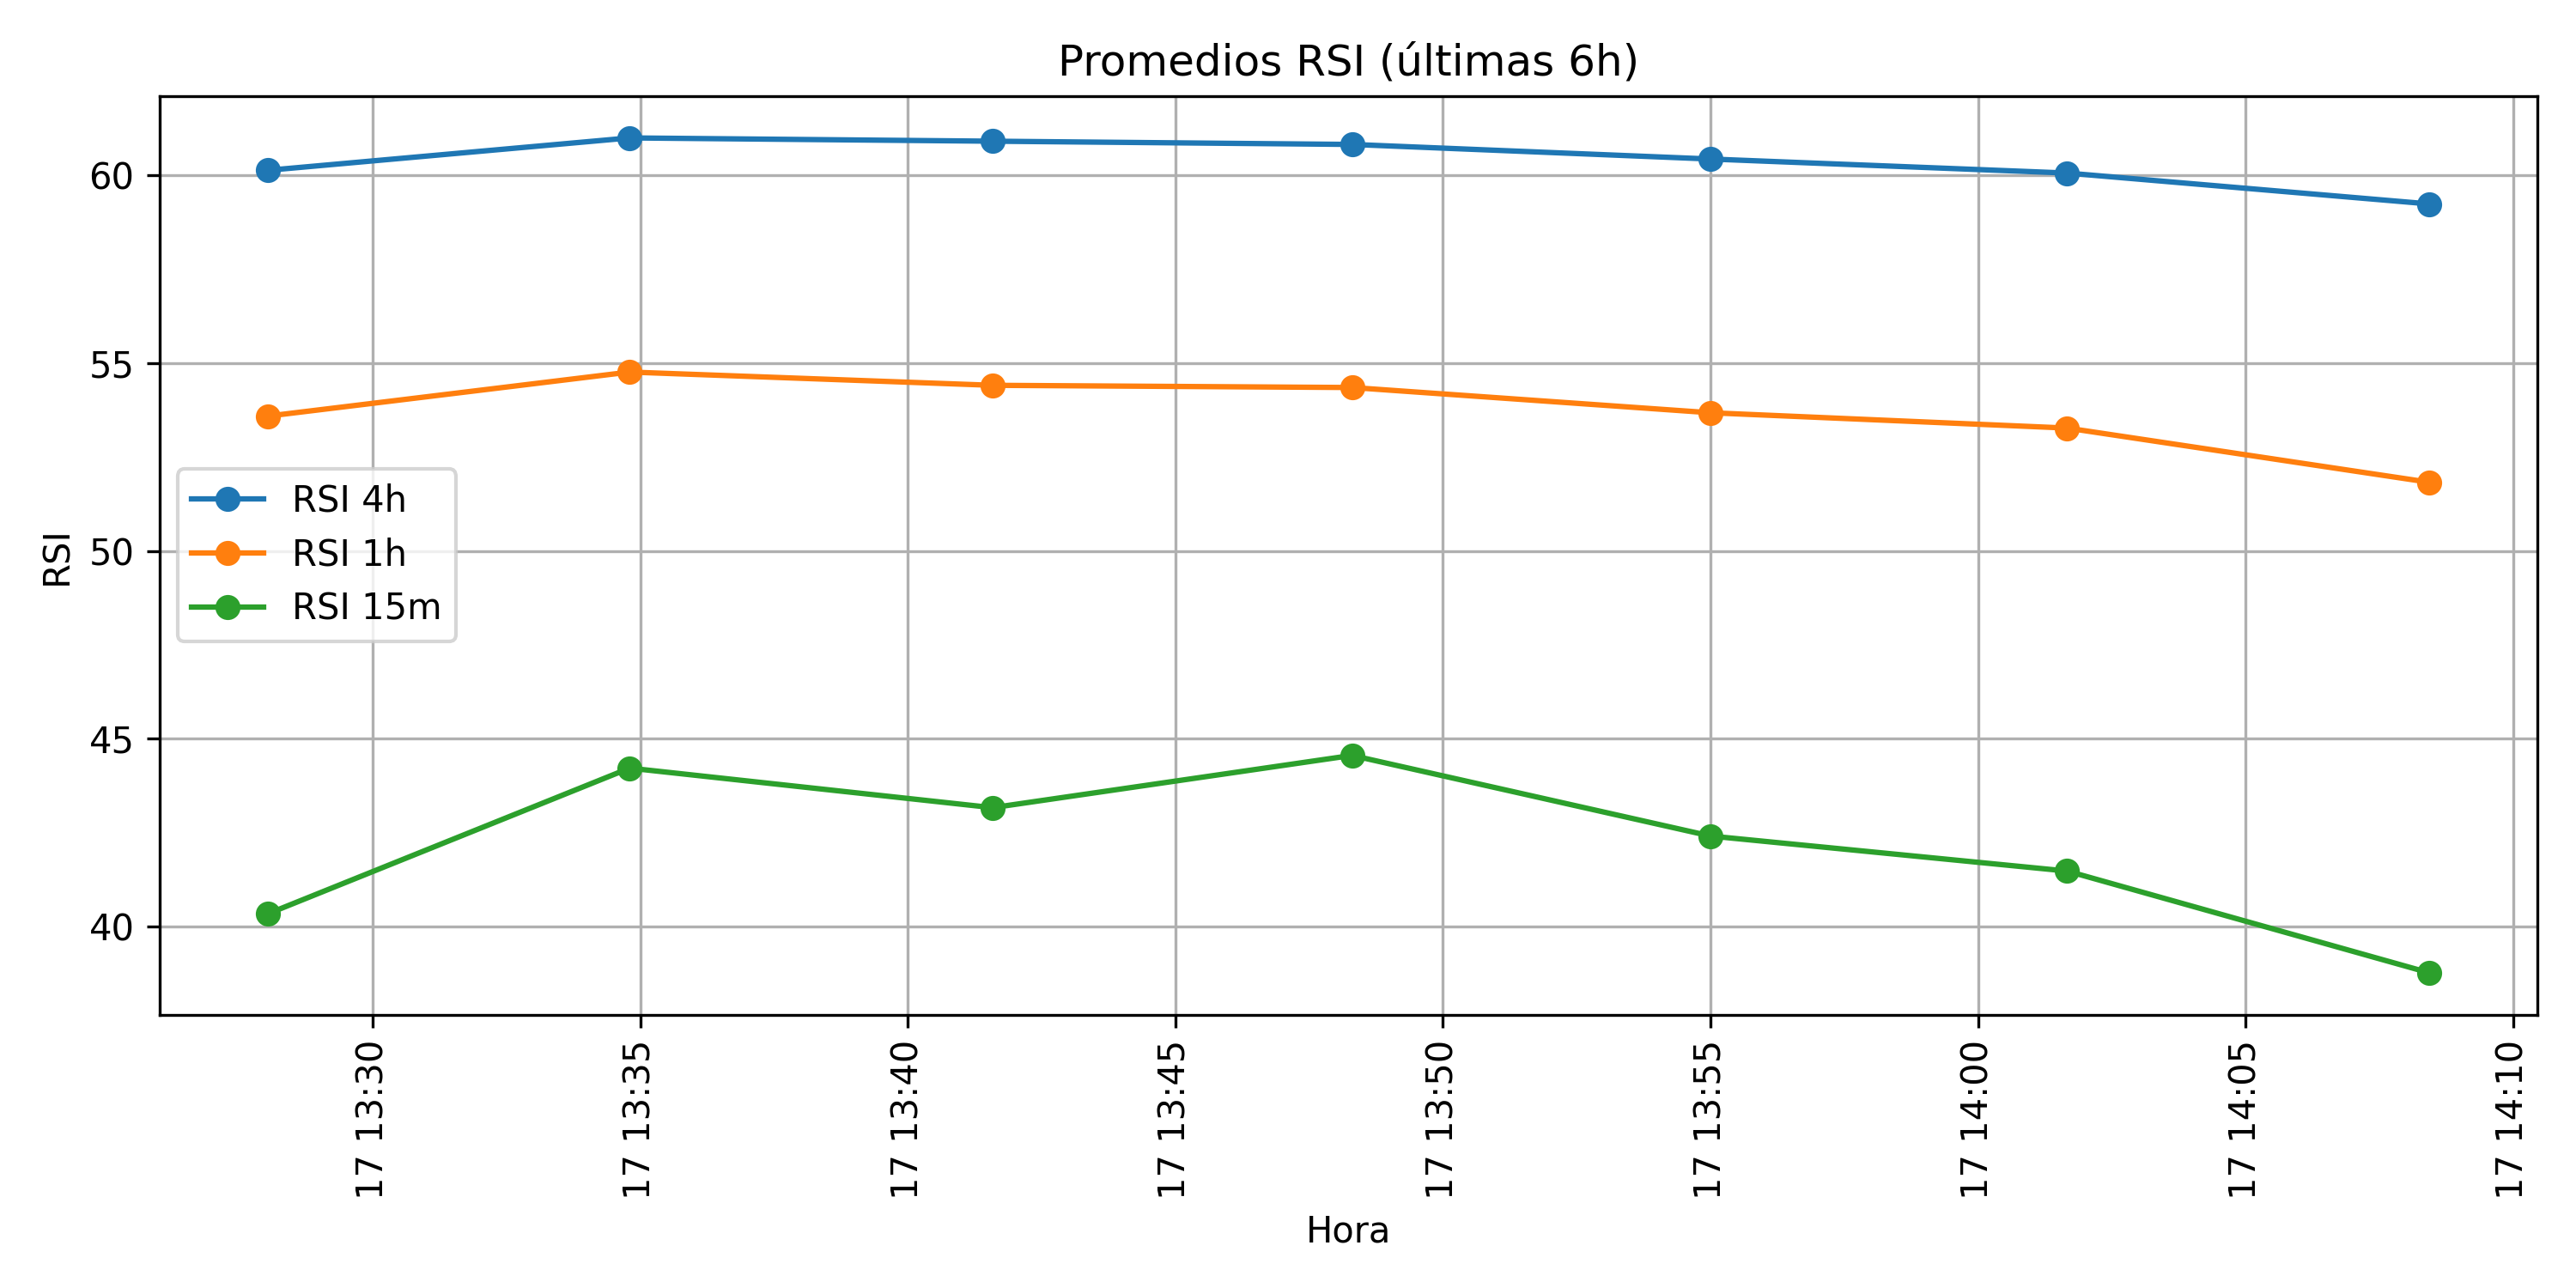 Promedios RSI (últimas 6h)
RSI
60
55
50
45
40
RSI 4h
RSI 1h
RSI 15m
17 13:30
17 13:35
17 13:40
17 13:45
17 13:50
17 13:55
17 14:00
17 14:05
17 14:10
Hora